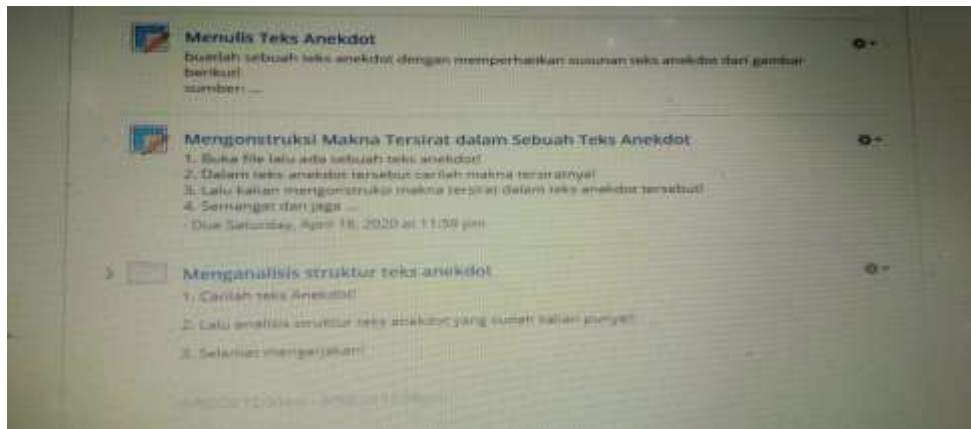 Menulis Teks Anekdot
buatlah sebuah teks anekdot dengan memperhatikan susunan teks anekdot dari gambar
berikut!
sumber: ...
Mengonstruksi Makna Tersirat dalam Sebuah Teks Anekdot
1. Buka file lalu ada sebuah teks anekdot!
2. Dalam teks anekdot tersebut carilah makna tersiratnya!
3. Lalu kalian mengonstruksi makna tersirat dalam teks anekdot tersebut!
4. Semangat dan jaga ...
Due Saturday, April 18, 2020 at 11:59 pm
Menganalisis struktur teks anekdot
1. Carilah teks Anekdot!
2. Lalu analisis struktur teks anekdot yang sudah kalian punya!
3. Selamat mengerjakan!